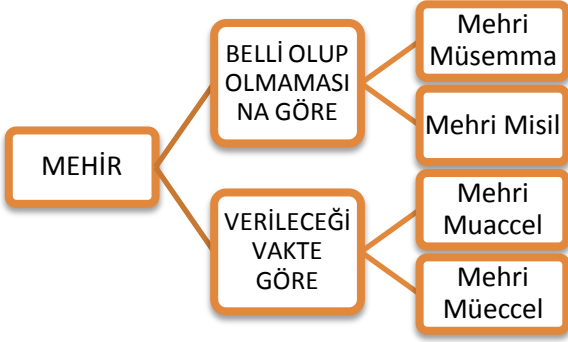 MEHİR
BELLİ OLUP
OLMAMASI
NA GÖRE
Mehri
Müsemma
Mehri Misil
VERİLECEĞİ
VAKTE
GÖRE
Mehri
Muaccel
Mehri
Müeccel